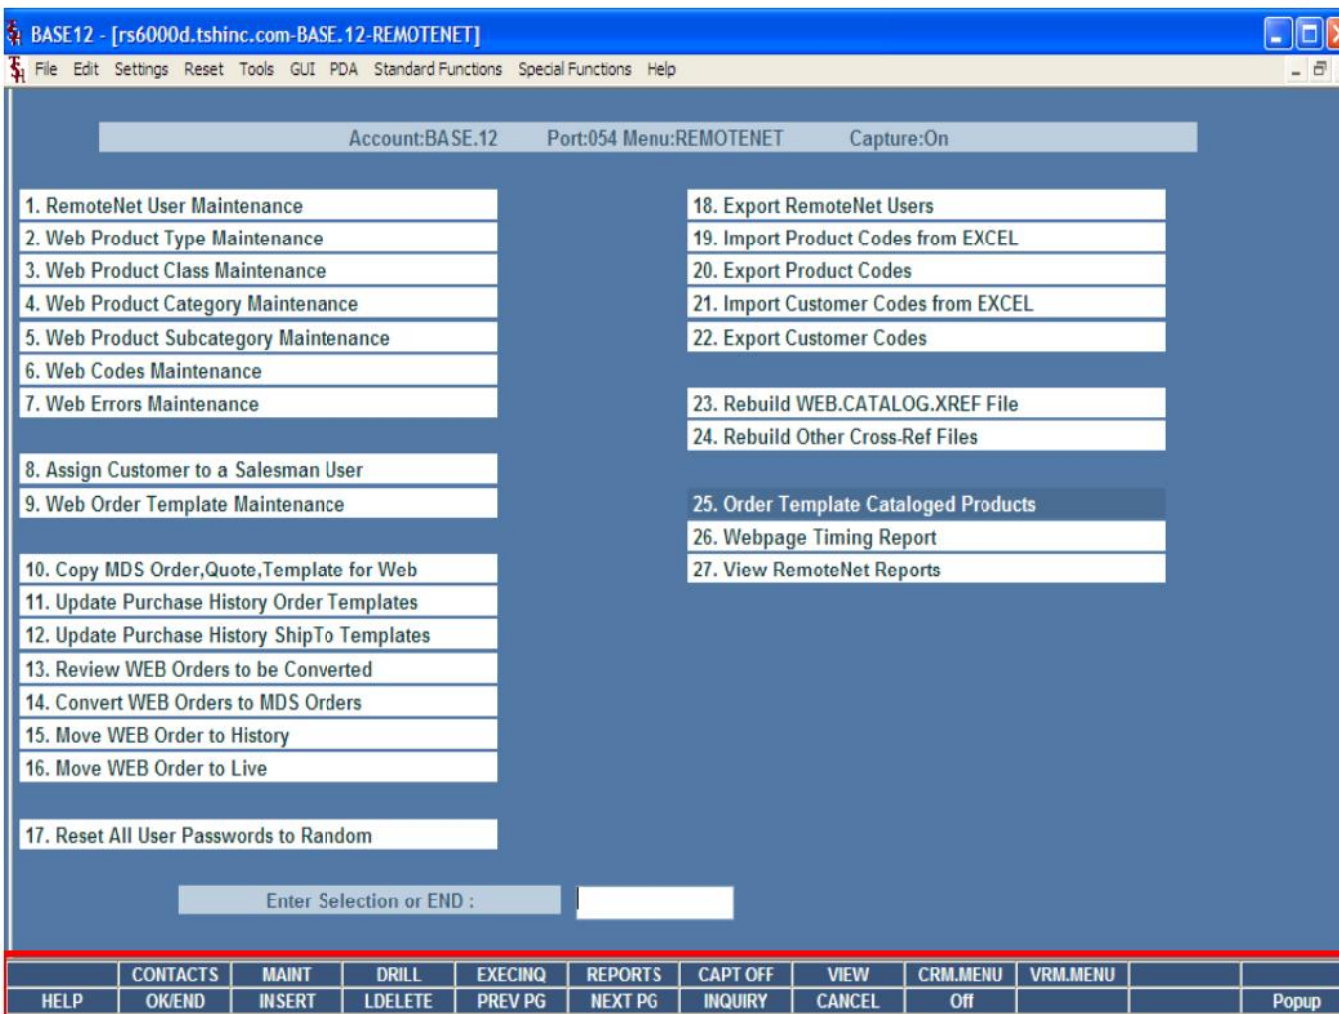 BASE12 - [rs6000d.tshinc.com-BASE.12-REMOTENET]
File Edit Settings Reset Tools GUI PDA Standard Functions Special Functions Help
Account:BASE.12 Port:054 Menu:REMOTENET Capture:On
1. RemoteNet User Maintenance
2. Web Product Type Maintenance
3. Web Product Class Maintenance
4. Web Product Category Maintenance
5. Web Product Subcategory Maintenance
6. Web Codes Maintenance
7. Web Errors Maintenance
8. Assign Customer to a Salesman User
9. Web Order Template Maintenance
10. Copy MDS Order,Quote,Template for Web
11. Update Purchase History Order Templates
12. Update Purchase History ShipTo Templates
13. Review WEB Orders to be Converted
14. Convert WEB Orders to MDS Orders
15. Move WEB Order to History
16. Move WEB Order to Live
17. Reset All User Passwords to Random
18. Export RemoteNet Users
19. Import Product Codes from EXCEL
20. Export Product Codes
21. Import Customer Codes from EXCEL
22. Export Customer Codes
23. Rebuild WEB.CATALOG.XREF File
24. Rebuild Other Cross-Ref Files
25. Order Template Cataloged Products
26. Webpage Timing Report
27. View RemoteNet Reports
Enter Selection or END :
CONTACTS MAINT DRILL EXECINQ REPORTS CAPT OFF VIEW CRM.MENU VRM.MENU
HELP OK/END INSERT LDELETE PREV PG NEXT PG INQUIRY CANCEL Off Popup